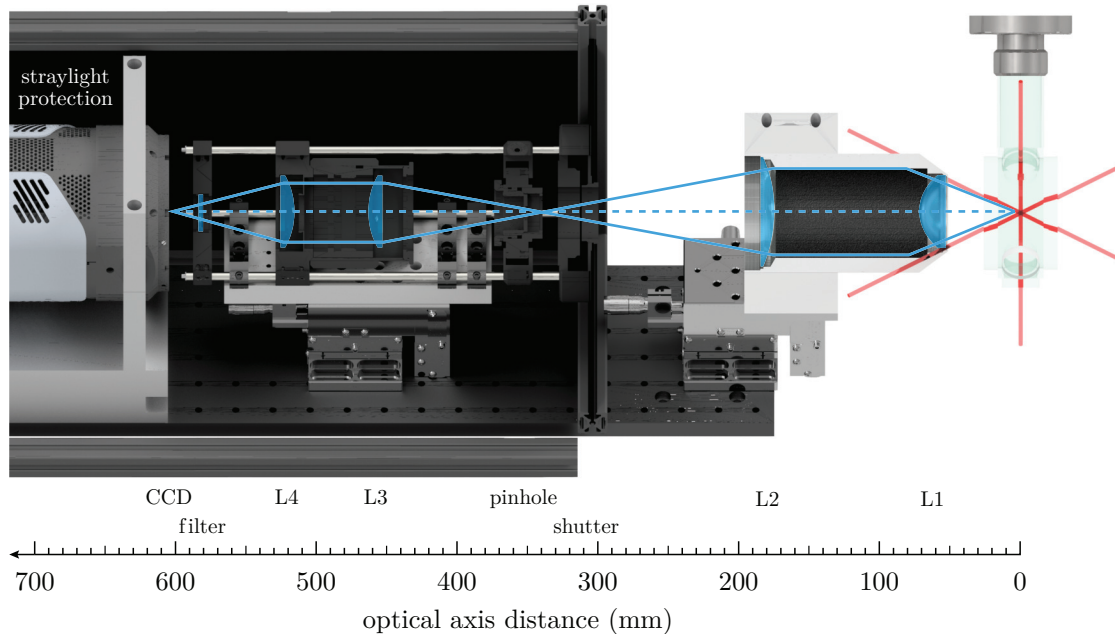 straylight
protection
CCD
L4
L3
pinhole
L2
L1
filter
shutter
700
600
500
400
300
200
100
0
optical axis distance (mm)